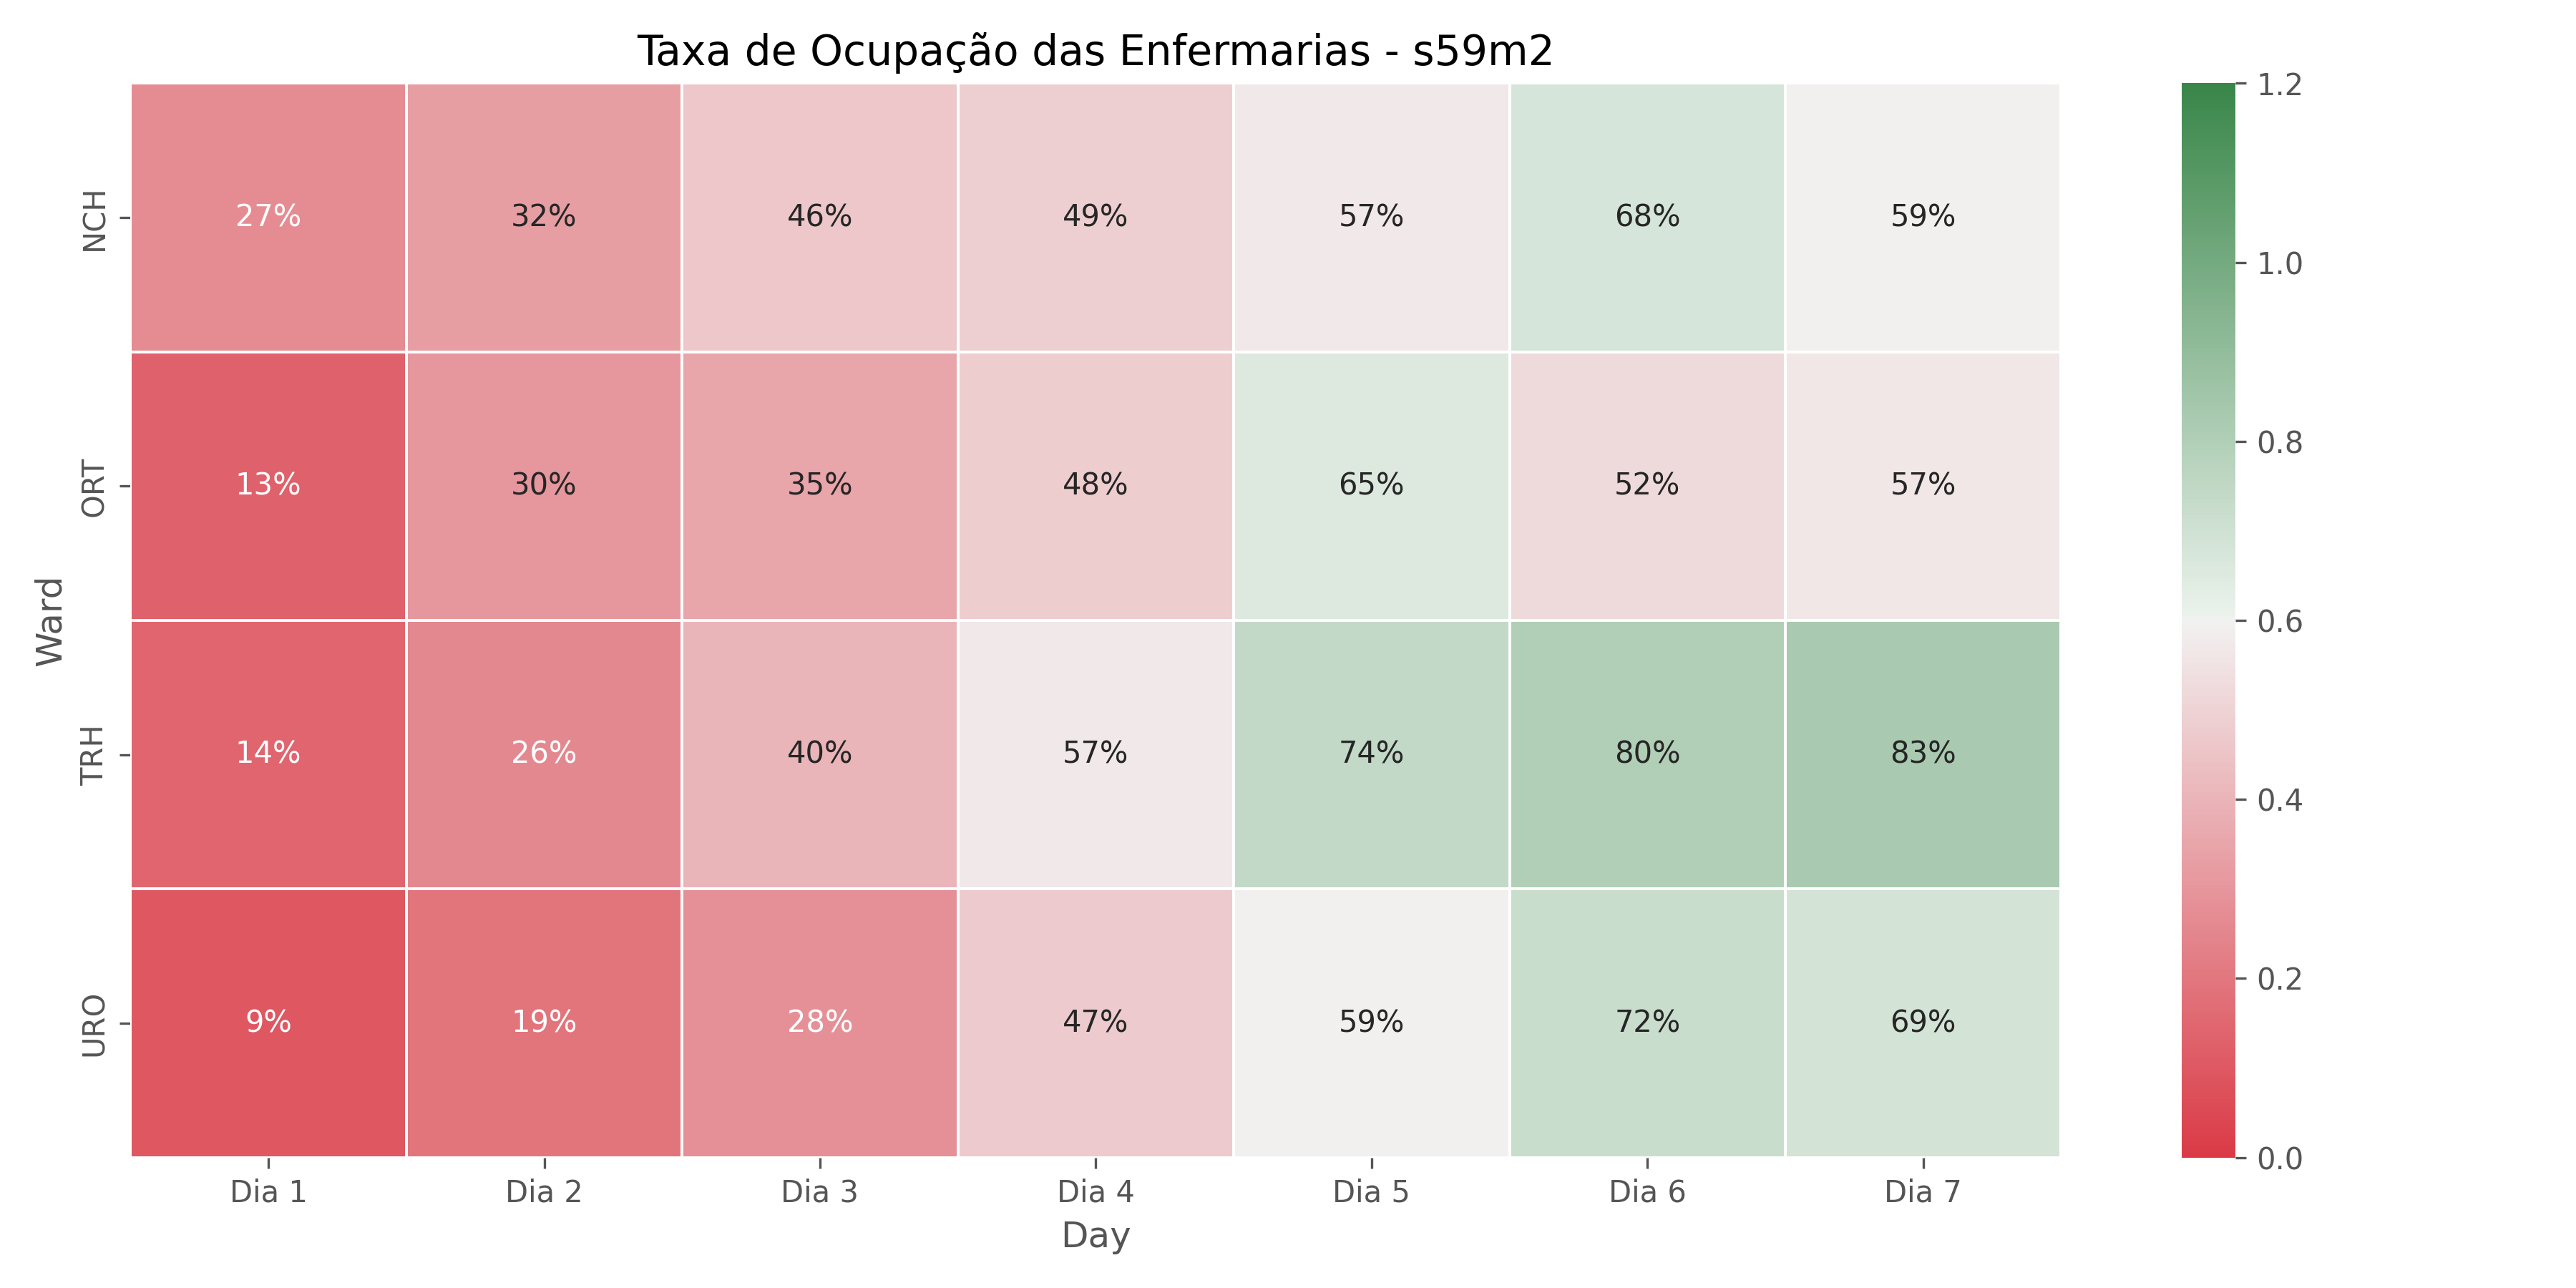 Taxa de Ocupação das Enfermarias - s59m2
Ward
NCH 27% 32% 46% 49% 57% 68% 59%
ORT 13% 30% 35% 48% 65% 52% 57%
TRH 14% 26% 40% 57% 74% 80% 83%
URO 9% 19% 28% 47% 59% 72% 69%
Dia 1 Dia 2 Dia 3 Dia 4 Dia 5 Dia 6 Dia 7
Day
1.2
1.0
0.8
0.6
0.4
0.2
0.0